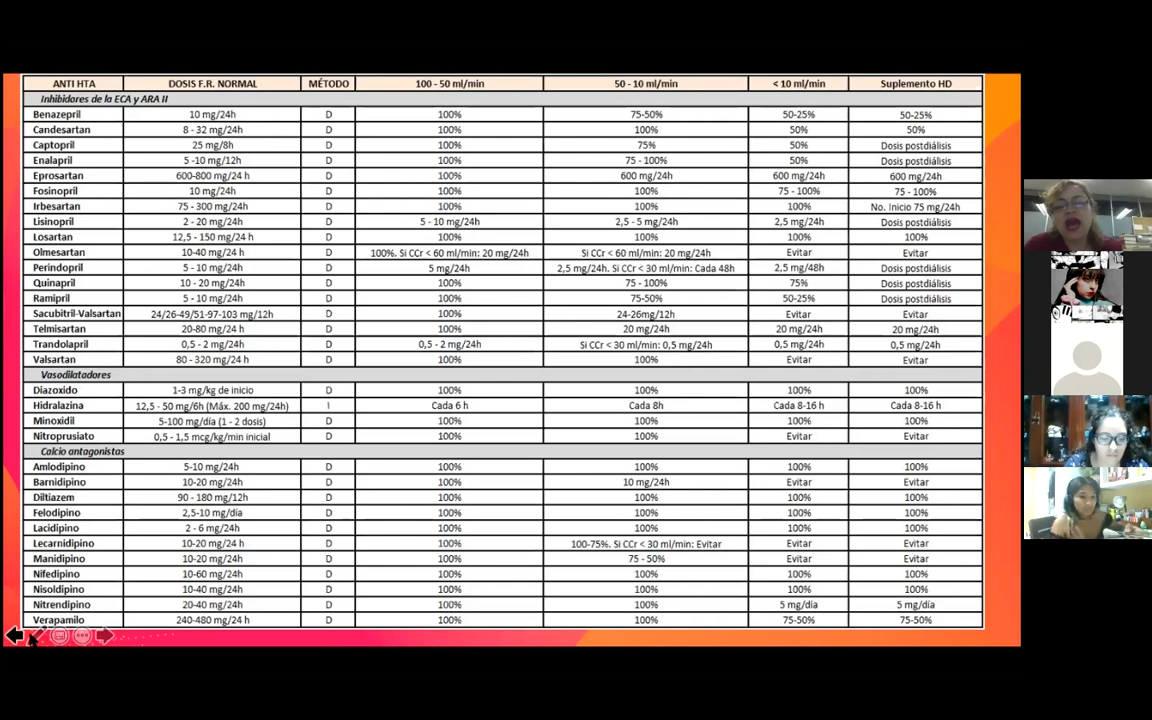 ANTI HTA DOSIS F.R. NORMAL MÉTODO 100 - 50 ml/min 50 - 10 ml/min < 10 ml/min Suplemento HD
Inhibidores de la ECA y ARA II
Benazepril 10 mg/24h D 100% 75-50% 50-25% 50-25%
Candesartan 8 - 32 mg/24h D 100% 100% 50% 50%
Captopril 25 mg/8h D 100% 75% 50% Dosis postdiálisis
Enalapril 5 -10 mg/12h D 100% 75 - 100% 50% Dosis postdiálisis
Eprosartan 600-800 mg/24 h D 100% 600 mg/24h 600 mg/24h 600 mg/24h
Fosinopril 10 mg/24h D 100% 100% 75 - 100% 75 - 100%
Irbesartan 75 - 300 mg/24h D 100% 100% 100% No. Inicio 75 mg/24h
Lisinopril 2 - 20 mg/24h D 5 - 10 mg/24h 2,5 - 5 mg/24h 2,5 mg/24h Dosis postdiálisis
Losartan 12,5 - 150 mg/24 h D 100% 100% 100% 100%
Olmesartan 10-40 mg/24 h D 100%. Si CCr < 60 ml/min: 20 mg/24h Si CCr < 60 ml/min: 20 mg/24h Evitar Evitar
Perindopril 5 - 10 mg/24h D 5 mg/24h 2,5 mg/24h. Si CCr < 30 ml/min: Cada 48h 2,5 mg/48h Dosis postdiálisis
Quinapril 10 - 20 mg/24h D 100% 75 - 100% 75% Dosis postdiálisis
Ramipril 5 - 10 mg/24h D 100% 75-50% 50-25% Dosis postdiálisis
Sacubitril-Valsartan 24/26-49/51-97-103 mg/12h D 100% 24-26mg/12h Evitar Evitar
Telmisartan 20-80 mg/24 h D 100% 20 mg/24h 20 mg/24h 20 mg/24h
Trandolapril 0,5 - 2 mg/24h D 0,5 - 2 mg/24h Si CCr < 30 ml/min: 0,5 mg/24h 0,5 mg/24h 0,5 mg/24h
Valsartan 80 - 320 mg/24 h D 100% 100% Evitar Evitar
Vasodilatadores
Diazoxido 1-3 mg/kg de inicio D 100% 100% 100% 100%
Hidralazina 12,5 - 50 mg/6h (Máx. 200 mg/24h) I Cada 6 h Cada 8h Cada 8-16 h Cada 8-16 h
Minoxidil 5-100 mg/día (1 - 2 dosis) D 100% 100% 100% 100%
Nitroprusiato 0,5 - 1,5 mcg/kg/min inicial D 100% 100% Evitar Evitar
Calcio antagonistas
Amlodipino 5-10 mg/24h D 100% 100% 100% 100%
Barnidipino 10-20 mg/24h D 100% 10 mg/24h Evitar Evitar
Diltiazem 90 - 180 mg/12h D 100% 100% 100% 100%
Felodipino 2,5-10 mg/día D 100% 100% 100% 100%
Lacidipino 2 - 6 mg/24h D 100% 100% 100% 100%
Lecarnidipino 10-20 mg/24 h D 100% 100-75%. Si CCr < 30 ml/min: Evitar Evitar Evitar
Manidipino 10-20 mg/24h D 100% 75 - 50% Evitar Evitar
Nifedipino 10-60 mg/24h D 100% 100% 100% 100%
Nisoldipino 10-40 mg/24h D 100% 100% 100% 100%
Nitrendipino 20-40 mg/24h D 100% 100% 5 mg/día 5 mg/día
Verapamilo 240-480 mg/24 h D 100% 100% 75-50% 75-50%